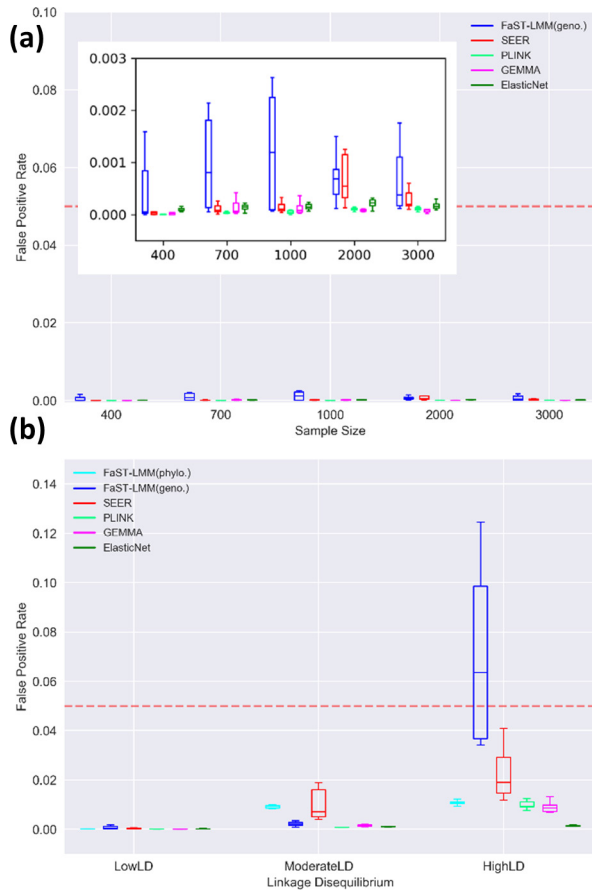 (a)
0.10
0.08
0.06
0.04
0.02
0.00
False Positive Rate
FaST-LMM(geno.)
SEER
PLINK
GEMMA
ElasticNet
0.003
0.002
0.001
0.000
400 700 1000 2000 3000
400 700 1000 2000 3000
Sample Size
(b)
0.14
0.12
0.10
0.08
0.06
0.04
0.02
0.00
False Positive Rate
FaST-LMM(phylo.)
FaST-LMM(geno.)
SEER
PLINK
GEMMA
ElasticNet
LowLD ModerateLD HighLD
Linkage Disequilibrium